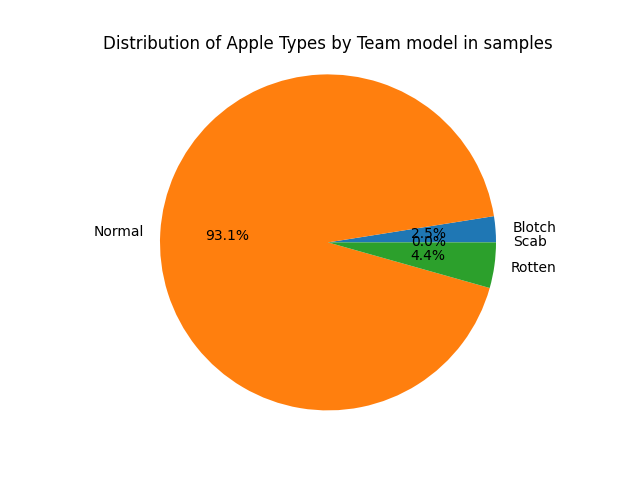 Distribution of Apple Types by Team model in samples
Normal
93.1%
2.5%
Blotch
0.0%
Scab
4.4%
Rotten